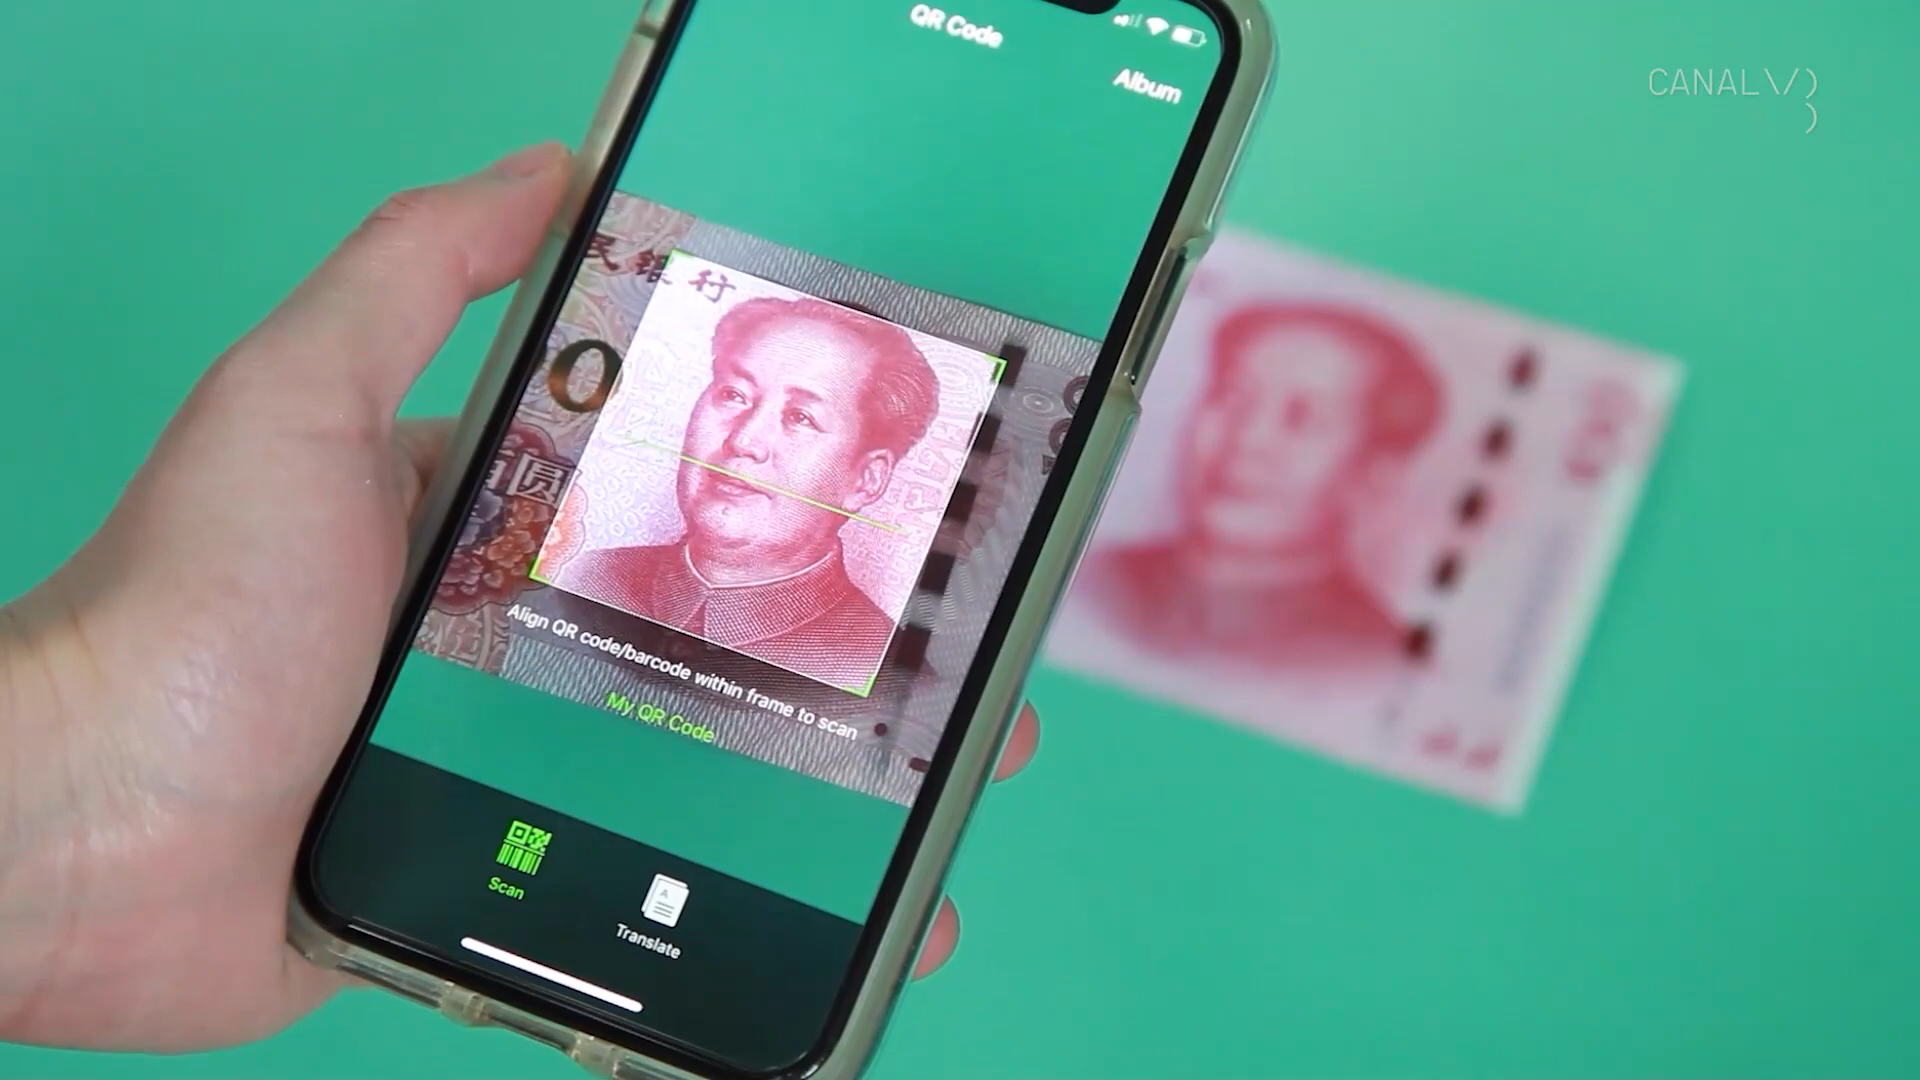 QR Code
Album
CANAL
民银行
0
圆
Align QR code/barcode within frame to scan
My QR Code
Scan
Translate